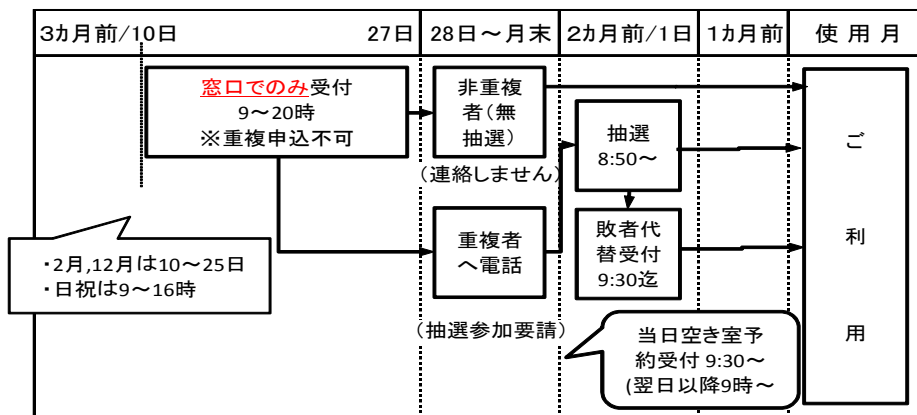 3ヵ月前/10日 27日 28日～月末 2ヵ月前/1日 1ヵ月前 使用月
窓口でのみ受付
9～20時
※重複申込不可
非重複
者(無
抽選)
(連絡しません)
抽選
8:50～
ご利用
・2月,12月は10～25日
・日祝は9～16時
重複者
へ電話
(抽選参加要請)
敗者代
替受付
9:30迄
当日空き室予
約受付 9:30～
(翌日以降9時～